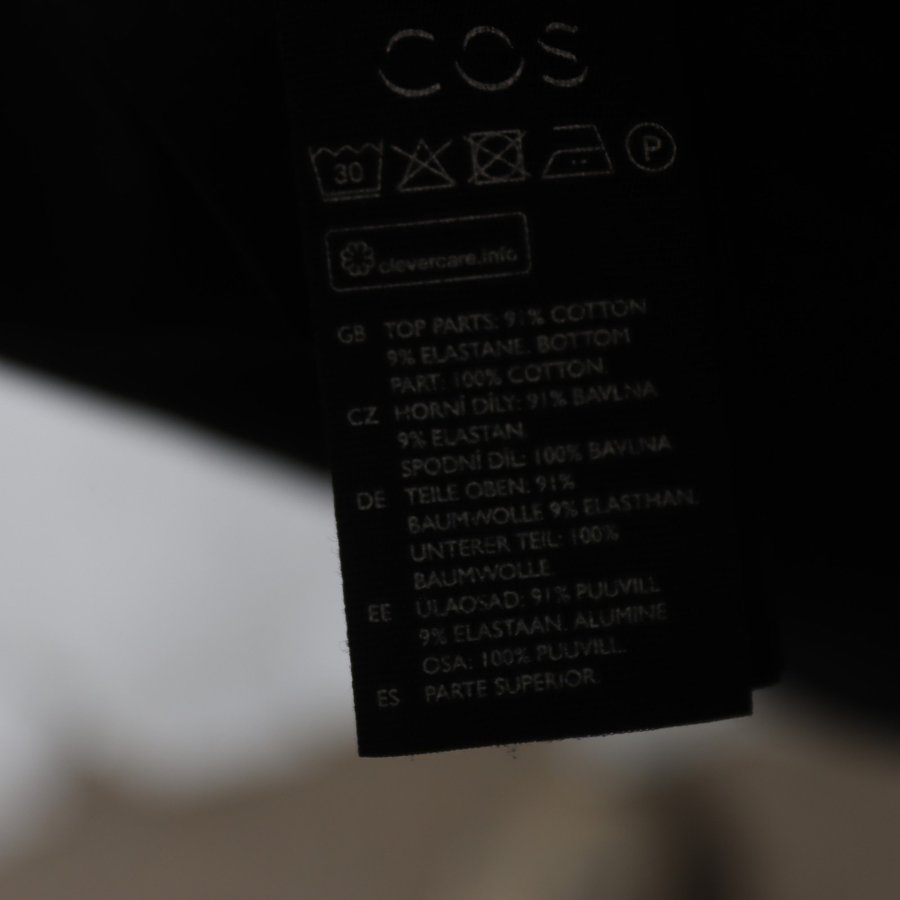 COS
30
P
clevercare.info
GB TOP PARTS: 91% COTTON
9% ELASTANE. BOTTOM
PART: 100% COTTON.
CZ HORNÍ DÍLY: 91% BAVLNA
9% ELASTAN
SPODNÍ DÍL: 100% BAVLNA
DE TEILE OBEN: 91%
BAUMWOLLE 9% ELASTHAN.
UNTERER TEIL: 100%
BAUMWOLLE
EE ÜLAOSAD: 91% PUUVILL
9% ELASTAAN. ALUMINE
OSA: 100% PUUVILL.
ES PARTE SUPERIOR: